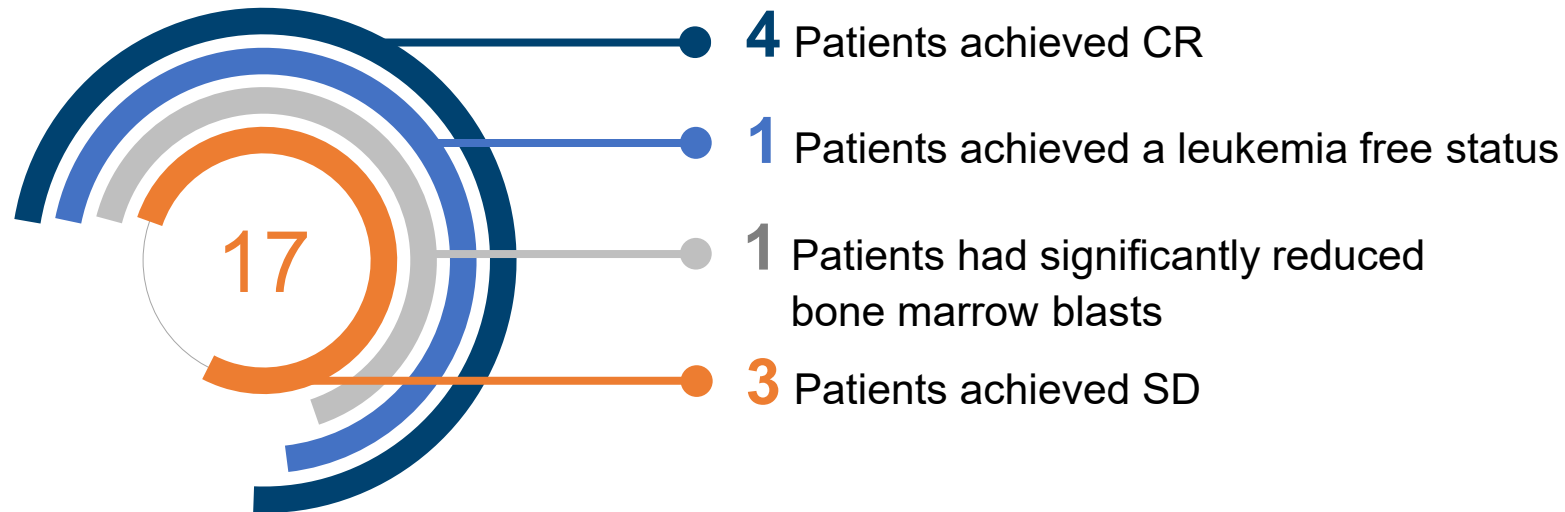 17
4 Patients achieved CR
1 Patients achieved a leukemia free status
1 Patients had significantly reduced
bone marrow blasts
3 Patients achieved SD